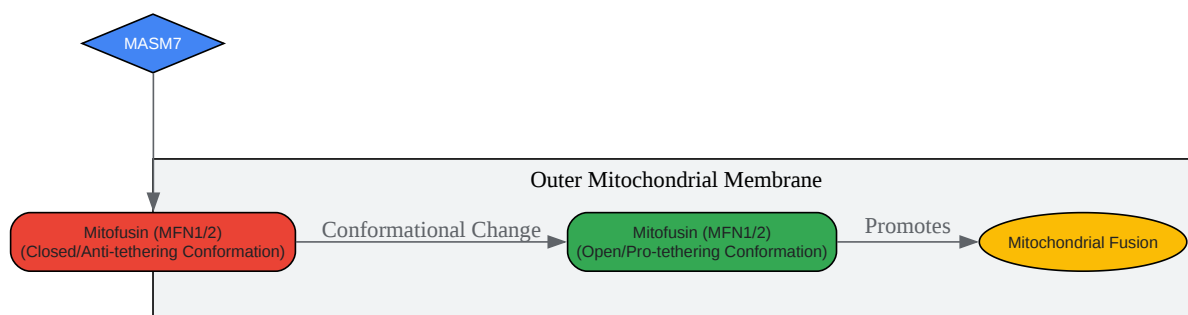 MASM7
Outer Mitochondrial Membrane
Mitofusin (MFN1/2)
(Closed/Anti-tethering Conformation)
Conformational Change
Mitofusin (MFN1/2)
(Open/Pro-tethering Conformation)
Promotes
Mitochondrial Fusion